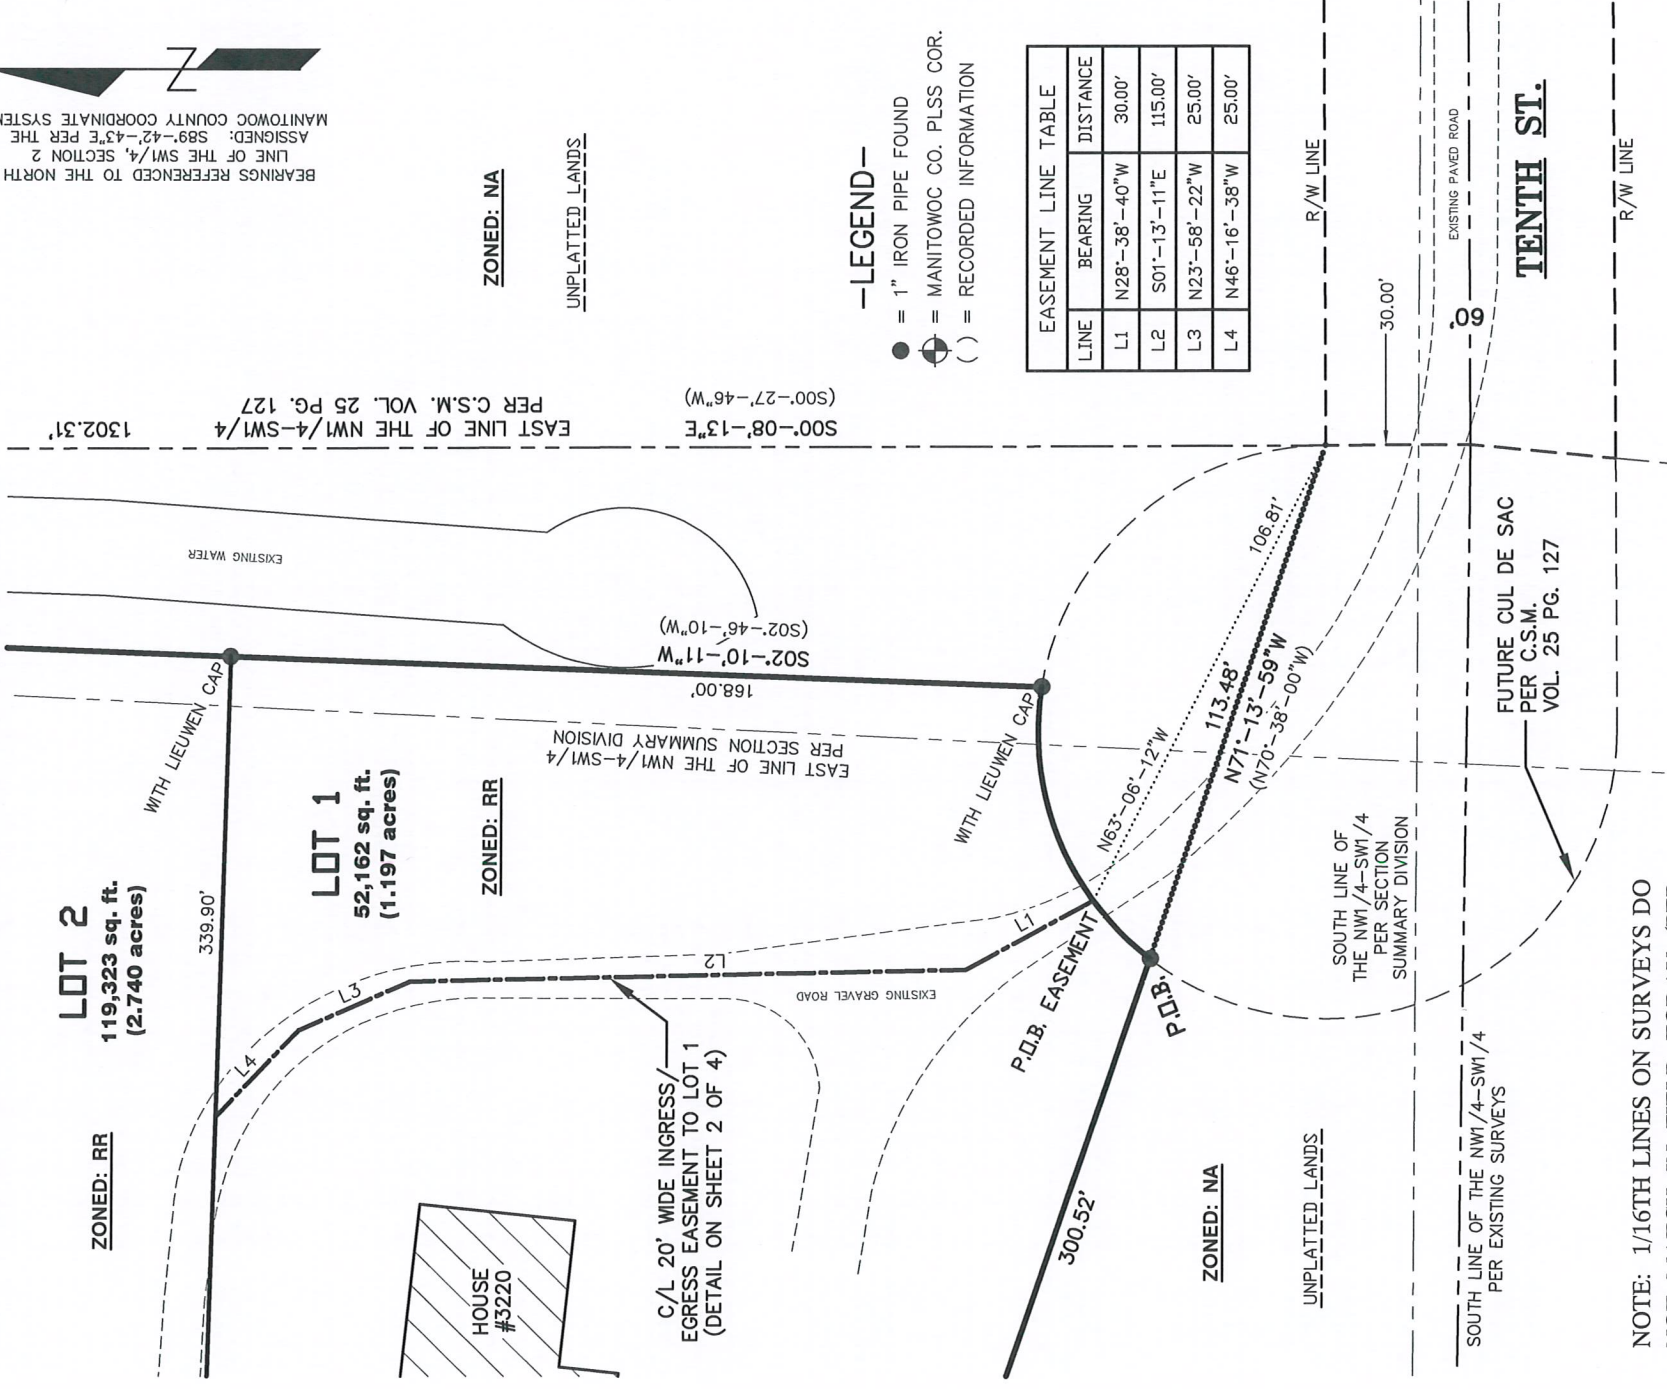 BEARINGS REFERENCED TO THE NORTH
LINE OF THE SW1/4, SECTION 2
ASSIGNED: S89°-42'-43"E PER THE
MANITOWOC COUNTY COORDINATE SYSTEM
ZONED: NA
UNPLATTED LANDS
-LEGEND-
= 1" IRON PIPE FOUND
= MANITOWOC CO. PLSS COR.
( ) = RECORDED INFORMATION
EASEMENT LINE TABLE
LINE BEARING DISTANCE
L1 N28°-38'-40"W 30.00'
L2 S01°-13'-11"E 115.00'
L3 N23°-58'-22"W 25.00'
L4 N46°-16'-38"W 25.00'
R/W LINE
EXISTING PAVED ROAD
TENTH ST.
R/W LINE
60'
30.00'
1302.31'
EAST LINE OF THE NW1/4-SW1/4
PER C.S.M. VOL. 25 PG. 127
S00°-08'-13"E
(S00°-27'-46"W)
EXISTING WATER
S02°-10'-11"W
(S02°-46'-10"W)
168.00'
EAST LINE OF THE NW1/4-SW1/4
PER SECTION SUMMARY DIVISION
WITH LIEUWEN CAP
WITH LIEUWEN CAP
LOT 2
119,323 sq. ft.
(2.740 acres)
339.90'
LOT 1
52,162 sq. ft.
(1.197 acres)
ZONED: RR
ZONED: RR
L4
L3
L2
L1
EXISTING GRAVEL ROAD
P.O.B. EASEMENT
P.O.B.
106.81'
N63°-06'-12"W
113.48'
N71°-13'-59"W
(N70°-38'-00"W)
FUTURE CUL DE SAC
PER C.S.M.
VOL. 25 PG. 127
SOUTH LINE OF
THE NW1/4-SW1/4
PER SECTION
SUMMARY DIVISION
C/L 20' WIDE INGRESS/
EGRESS EASEMENT TO LOT 1
(DETAIL ON SHEET 2 OF 4)
HOUSE
#3220
300.52'
ZONED: NA
UNPLATTED LANDS
SOUTH LINE OF THE NW1/4-SW1/4
PER EXISTING SURVEYS
NOTE: 1/16TH LINES ON SURVEYS DO